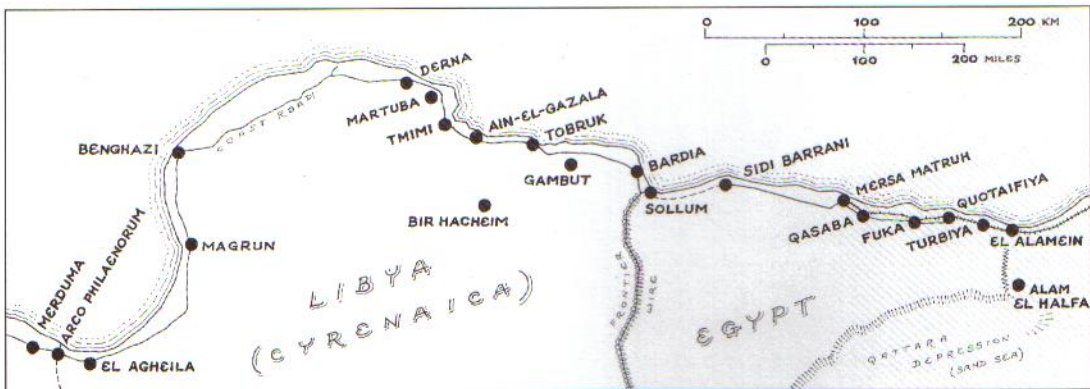 0 100 200 KM
0 100 200 MILES
DERNA
MARTUBA
TMIMI
AIN-EL-GAZALA
TOBRUK
COAST ROAD
BENGHAZI
GAMBUT
BARDIA
SIDI BARRANI
MERSA MATRUH
QUOTAIFIYA
SOLLUM
BIR HACHEIM
QASABA
FUKA
TURBIYA
EL ALAMEIN
MAGRUN
MERDUMA
ARCO PHILAENORUM
EL AGHEILA
LIBYA
(CYRENAICA)
FRONTIER
WIRE
EGYPT
ALAM
EL HALFA
QATTARA
DEPRESSION
(SAND SEA)